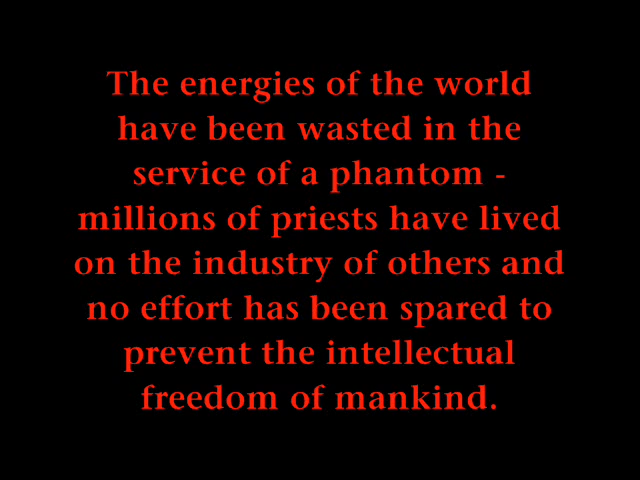 The energies of the world
have been wasted in the
service of a phantom -
millions of priests have lived
on the industry of others and
no effort has been spared to
prevent the intellectual
freedom of mankind.